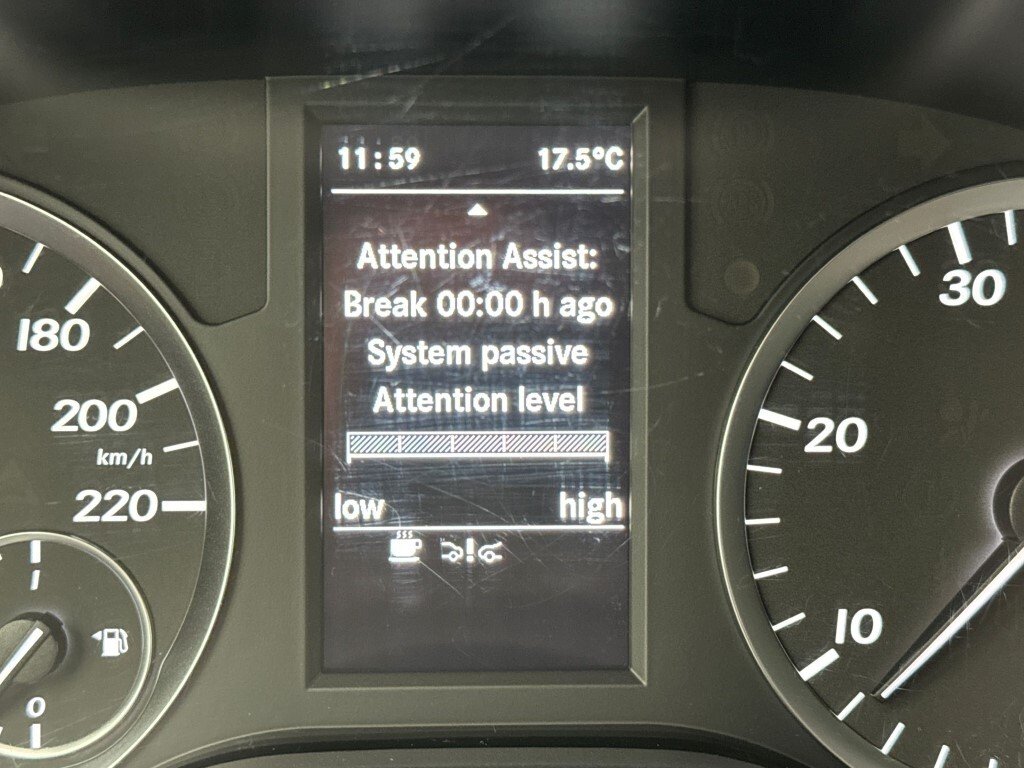 11:59 17.5°C
Attention Assist:
Break 00:00 h ago
System passive
Attention level
low high
180
200
km/h
220
1
0
30
20
10